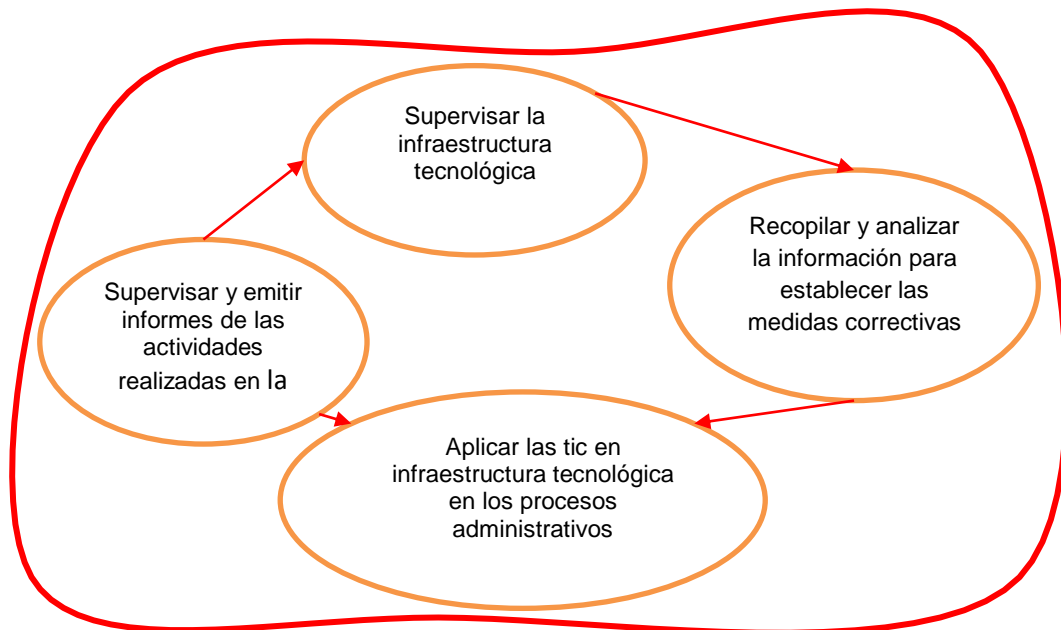 Supervisar la
infraestructura
tecnológica
Recopilar y analizar
la información para
establecer las
medidas correctivas
Supervisar y emitir
informes de las
actividades
realizadas en la
Aplicar las tic en
infraestructura tecnológica
en los procesos
administrativos